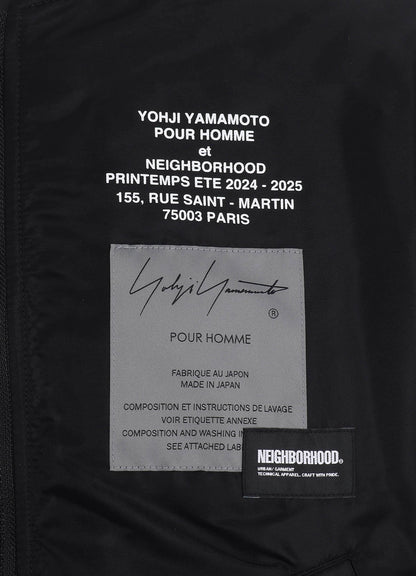 YOHJI YAMAMOTO
POUR HOMME
et
NEIGHBORHOOD
PRINTEMPS ETE 2024 - 2025
155, RUE SAINT - MARTIN
75003 PARIS
Yohji Yamamoto
®
POUR HOMME
FABRIQUE AU JAPON
MADE IN JAPAN
COMPOSITION ET INSTRUCTIONS DE LAVAGE
VOIR ETIQUETTE ANNEXE
COMPOSITION AND WASHING IN
SEE ATTACHED LAB
NEIGHBORHOOD®
URBAN / GARMENT
TECHNICAL APPAREL. CRAFT WITH PRIDE.